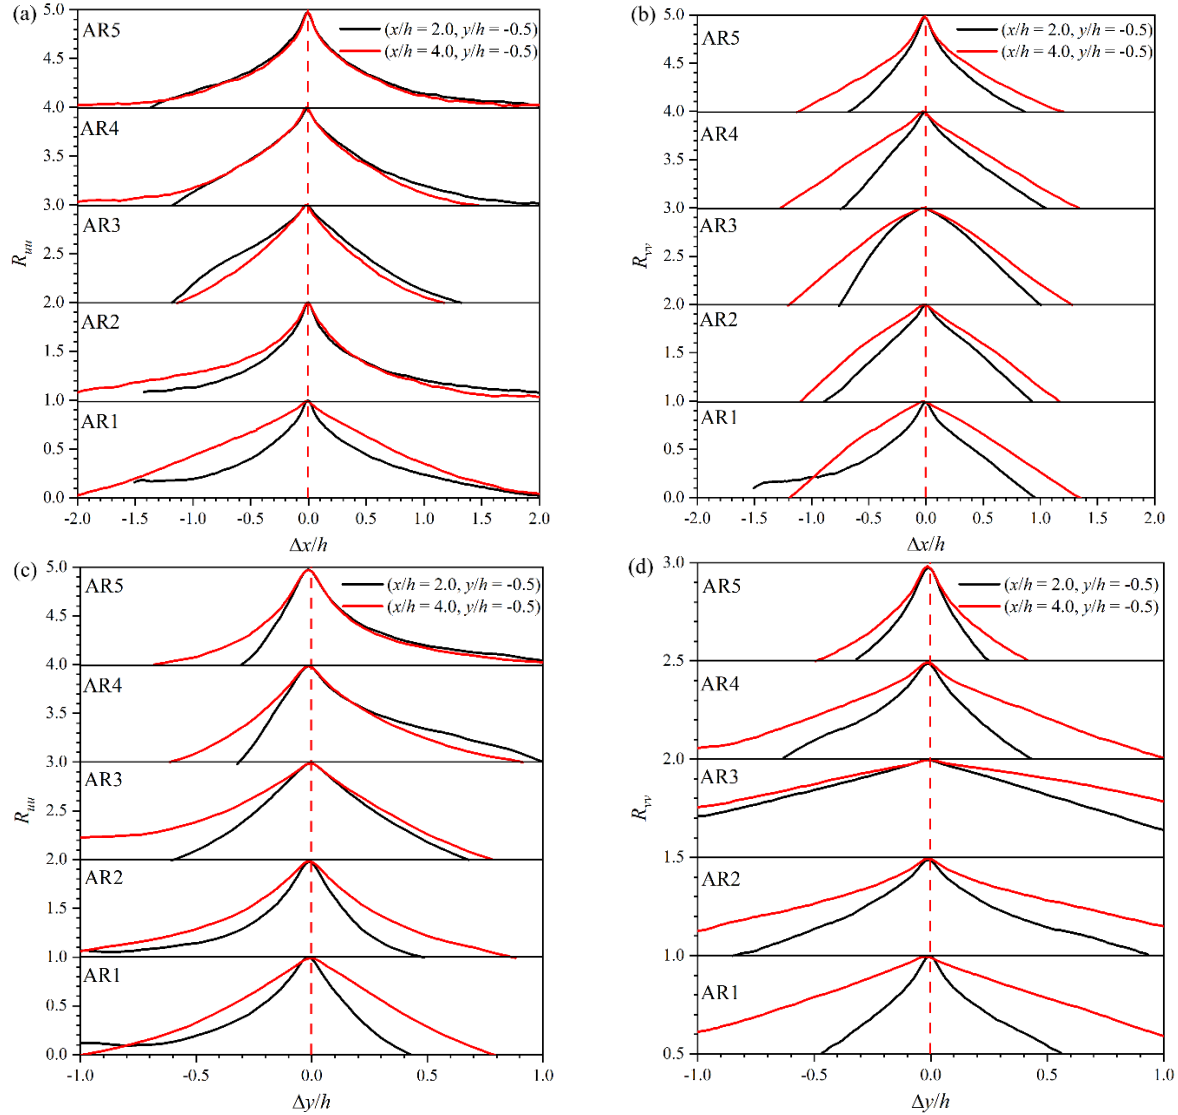 (a)
(x/h = 2.0, y/h = -0.5)
(x/h = 4.0, y/h = -0.5)
AR5
AR4
AR3
AR2
AR1
5.0
4.5
4.0
3.5
3.0
2.5
2.0
1.5
1.0
0.5
0.0
Ruu
-2.0 -1.5 -1.0 -0.5 0.0 0.5 1.0 1.5 2.0
Δx/h
(b)
(x/h = 2.0, y/h = -0.5)
(x/h = 4.0, y/h = -0.5)
AR5
AR4
AR3
AR2
AR1
5.0
4.5
4.0
3.5
3.0
2.5
2.0
1.5
1.0
0.5
0.0
Rvv
-2.0 -1.5 -1.0 -0.5 0.0 0.5 1.0 1.5 2.0
Δx/h
(c)
(x/h = 2.0, y/h = -0.5)
(x/h = 4.0, y/h = -0.5)
AR5
AR4
AR3
AR2
AR1
5.0
4.5
4.0
3.5
3.0
2.5
2.0
1.5
1.0
0.5
0.0
Ruu
-1.0 -0.5 0.0 0.5 1.0
Δy/h
(d)
(x/h = 2.0, y/h = -0.5)
(x/h = 4.0, y/h = -0.5)
AR5
AR4
AR3
AR2
AR1
3.0
2.5
2.0
1.5
1.0
0.5
Rvv
-1.0 -0.5 0.0 0.5 1.0
Δy/h